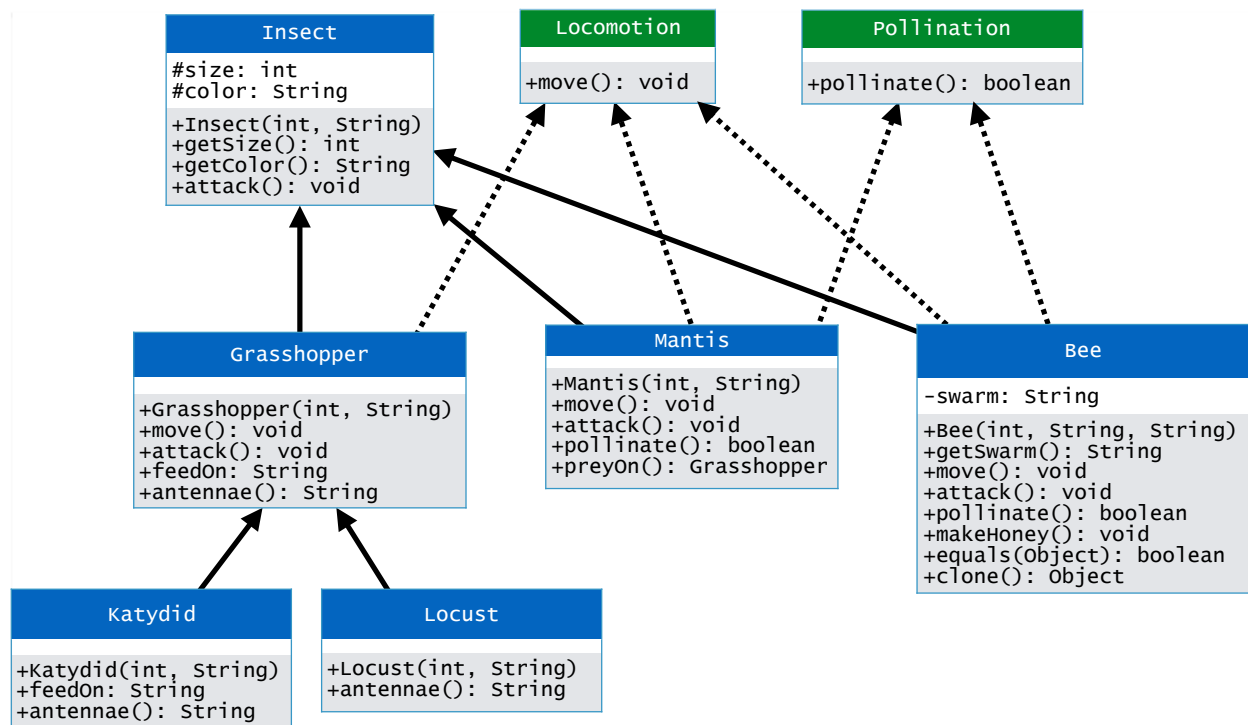 Insect
#size: int
#color: String
+Insect(int, String)
+getSize(): int
+getColor(): String
+attack(): void
Locomotion
+move(): void
Pollination
+pollinate(): boolean
Grasshopper
+Grasshopper(int, String)
+move(): void
+attack(): void
+feedOn: String
+antennae(): String
Mantis
+Mantis(int, String)
+move(): void
+attack(): void
+pollinate(): boolean
+preyOn(): Grasshopper
Bee
-swarm: String
+Bee(int, String, String)
+getSwarm(): String
+move(): void
+attack(): void
+pollinate(): boolean
+makeHoney(): void
+equals(Object): boolean
+clone(): Object
Katydid
+Katydid(int, String)
+feedOn: String
+antennae(): String
Locust
+Locust(int, String)
+antennae(): String